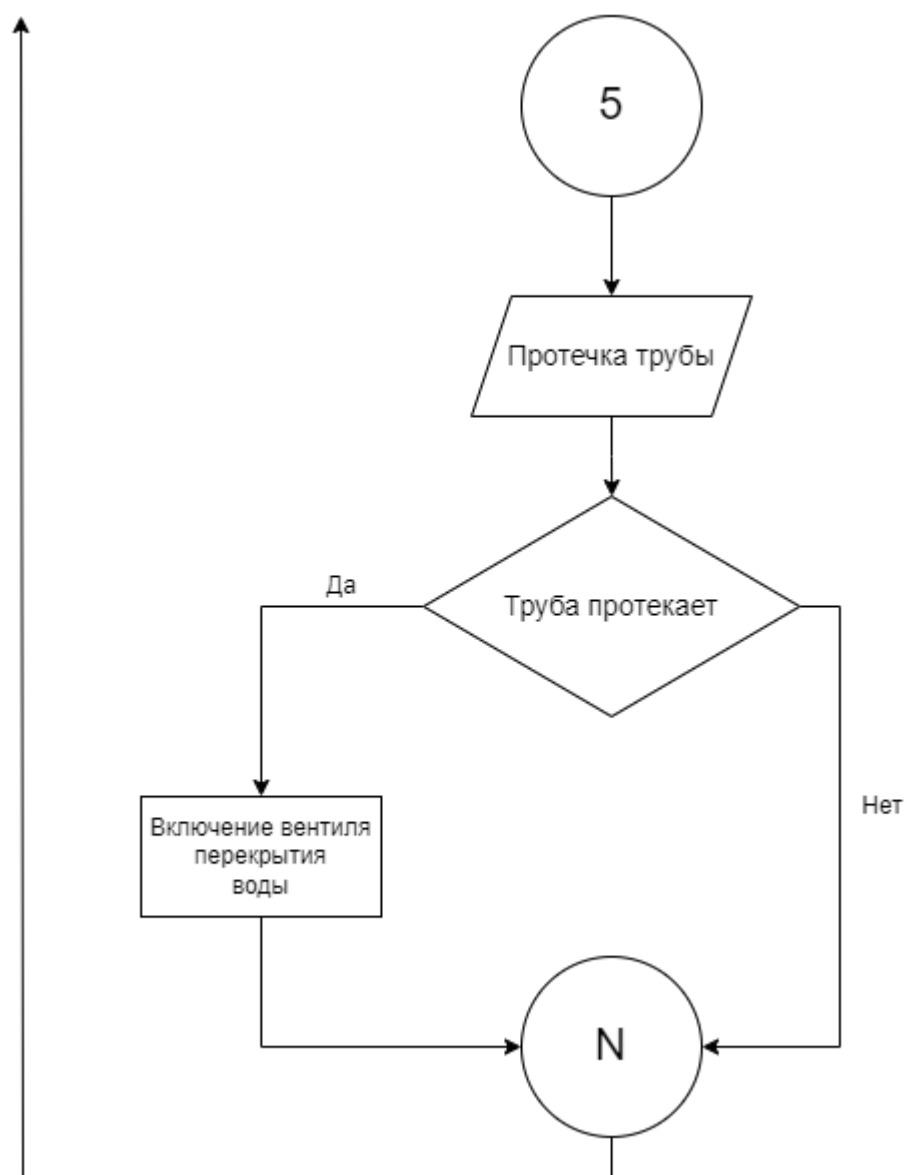 5
Протечка трубы
Труба протекает
Да
Нет
Включение вентиля
перекрытия
воды
N